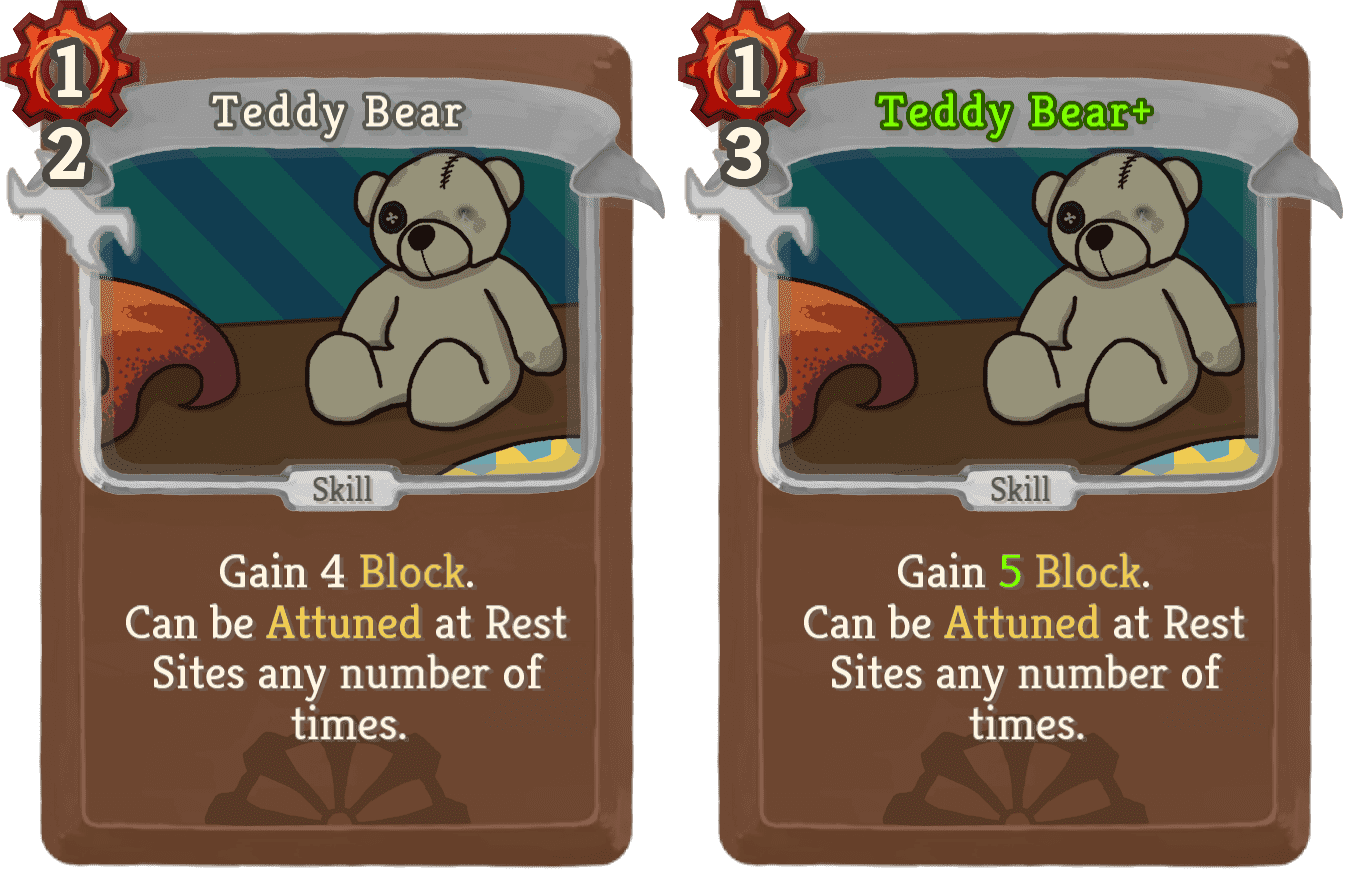 1
2
Teddy Bear
Skill
Gain 4 Block.
Can be Attuned at Rest
Sites any number of
times.
1
3
Teddy Bear+
Skill
Gain 5 Block.
Can be Attuned at Rest
Sites any number of
times.